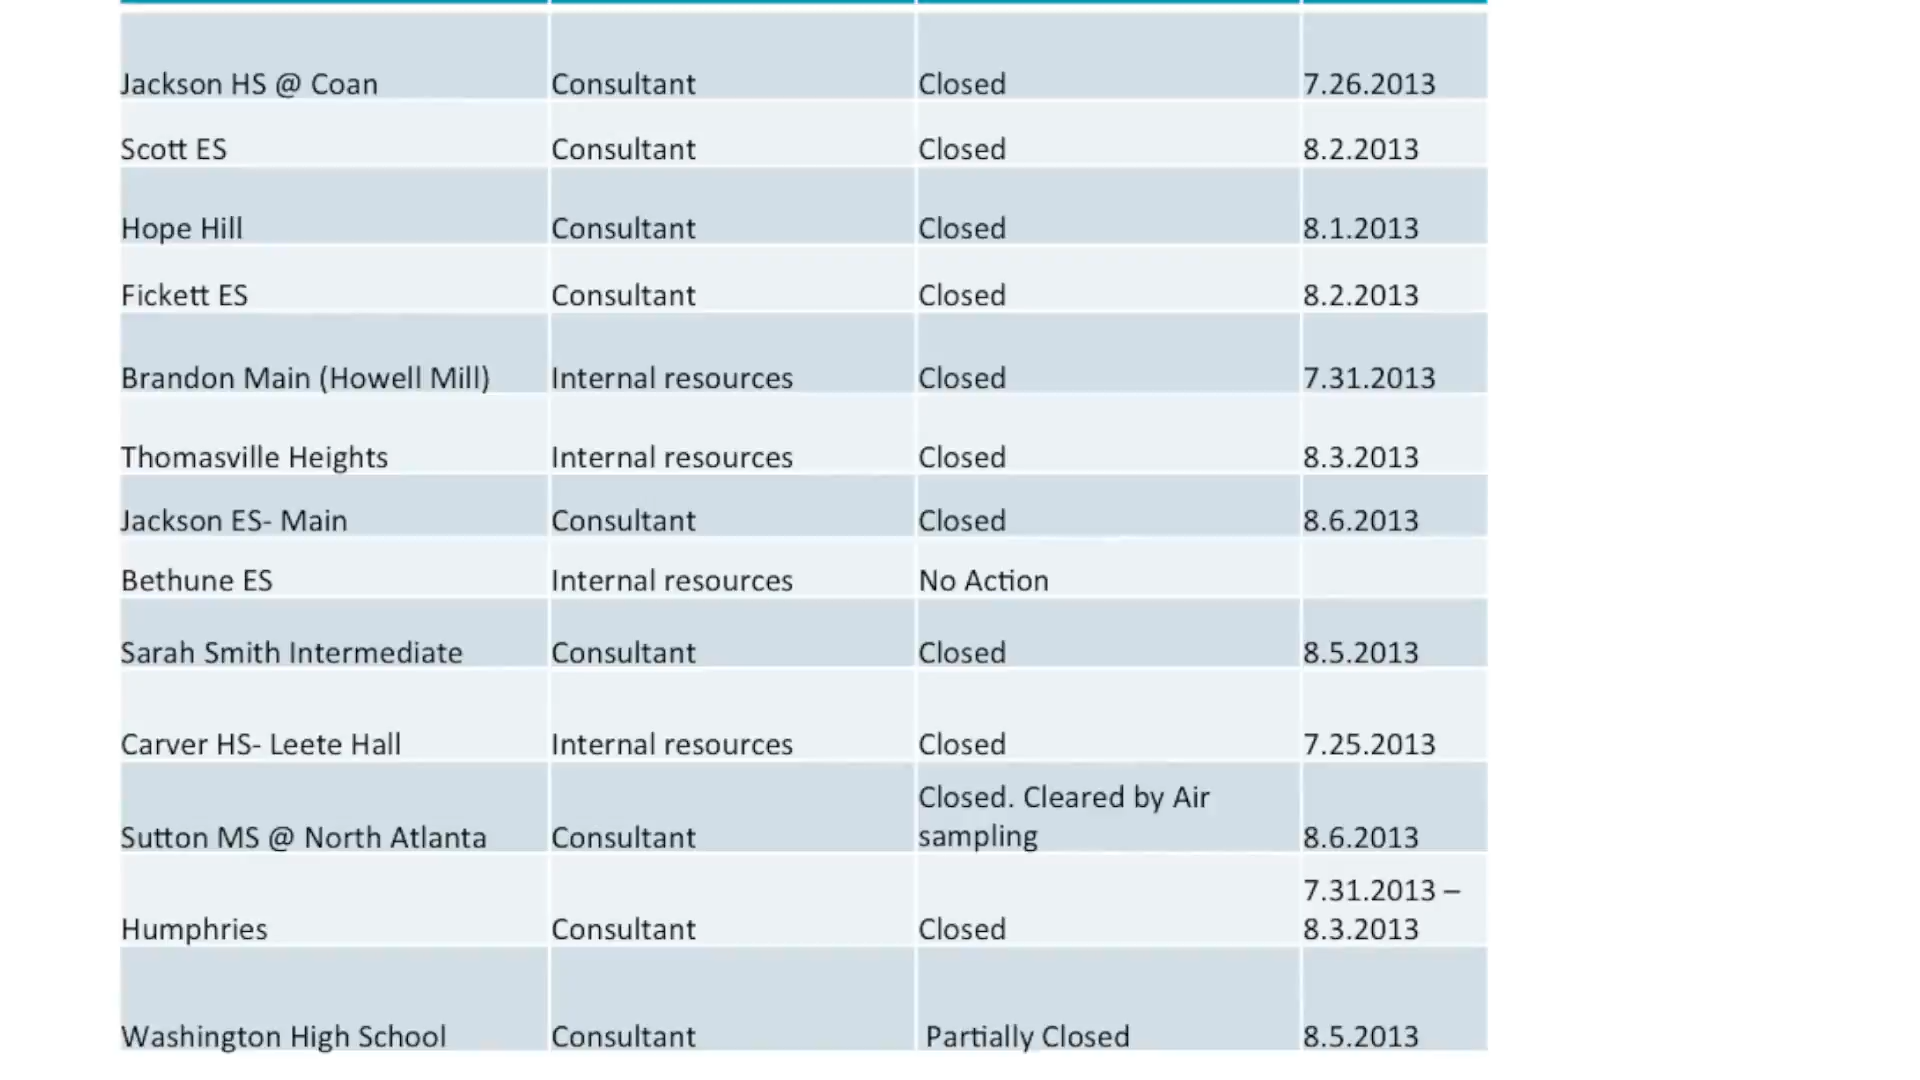 Jackson HS @ Coan Consultant Closed 7.26.2013
Scott ES Consultant Closed 8.2.2013
Hope Hill Consultant Closed 8.1.2013
Fickett ES Consultant Closed 8.2.2013
Brandon Main (Howell Mill) Internal resources Closed 7.31.2013
Thomasville Heights Internal resources Closed 8.3.2013
Jackson ES- Main Consultant Closed 8.6.2013
Bethune ES Internal resources No Action
Sarah Smith Intermediate Consultant Closed 8.5.2013
Carver HS- Leete Hall Internal resources Closed 7.25.2013
Closed. Cleared by Air
Sutton MS @ North Atlanta Consultant sampling 8.6.2013
7.31.2013 –
Humphries Consultant Closed 8.3.2013
Washington High School Consultant Partially Closed 8.5.2013